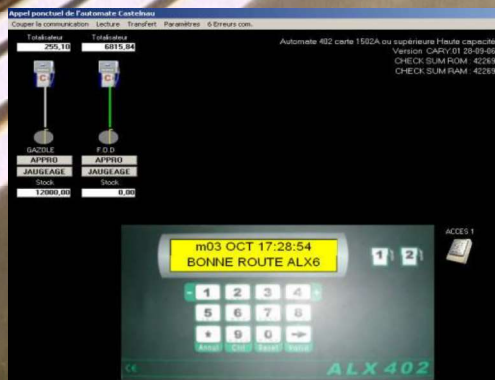 Appel ponctuel de l'automate Castelnau
Couper la communication Lecture Transfert Paramètres 6 Erreurs com.
Totalisateur Totalisateur
255,10 6815,84
Automate 402 carte 1502A ou supérieure Haute capacité
Version CARY.01 28-09-06
CHECK SUM ROM : 42269
CHECK SUM RAM : 42269
C C
GAZOLE F.O.D
APPRO APPRO
JAUGEAGE JAUGEAGE
Stock Stock
12000,00 0,00
ACCES 1
m03 OCT 17:28:54
BONNE ROUTE ALX6
1 2
- 1 2 3 4 +
5 6 7 8
* 9 0 →
Annul Clé
CE ALX 402